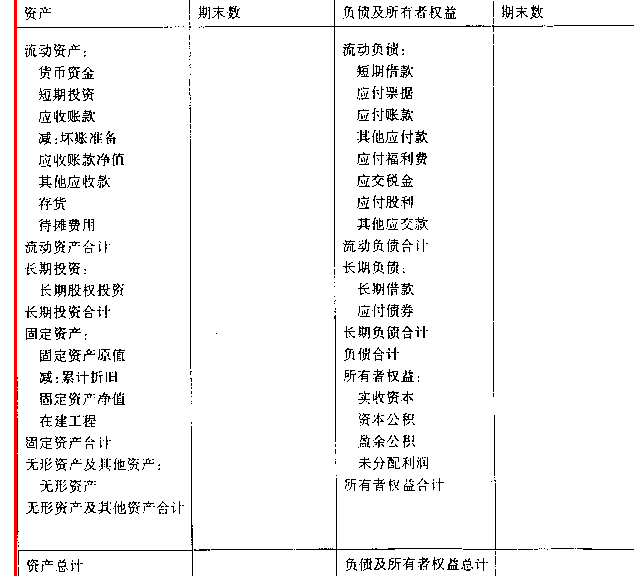 资产 期末数 负债及所有者权益 期末数
流动资产: 流动负债:
货币资金 短期借款
短期投资 应付票据
应收账款 应付账款
减:坏账准备 其他应付款
应收账款净值 应付福利费
其他应收款 应交税金
存货 应付股利
待摊费用 其他应交款
流动资产合计 流动负债合计
长期投资: 长期负债:
长期股权投资 长期借款
长期投资合计 应付债券
固定资产: 长期负债合计
固定资产原值 负债合计
减:累计折旧 所有者权益:
固定资产净值 实收资本
在建工程 资本公积
固定资产合计 盈余公积
无形资产及其他资产: 未分配利润
无形资产 所有者权益合计
无形资产及其他资产合计
资产总计 负债及所有者权益总计